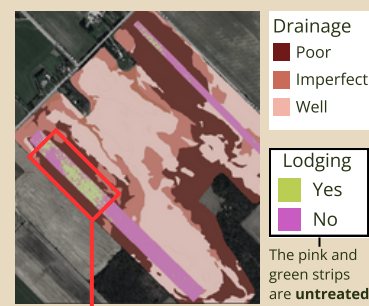 Drainage
Poor
Imperfect
Well
Lodging
Yes
No
The pink and
green strips
are untreated